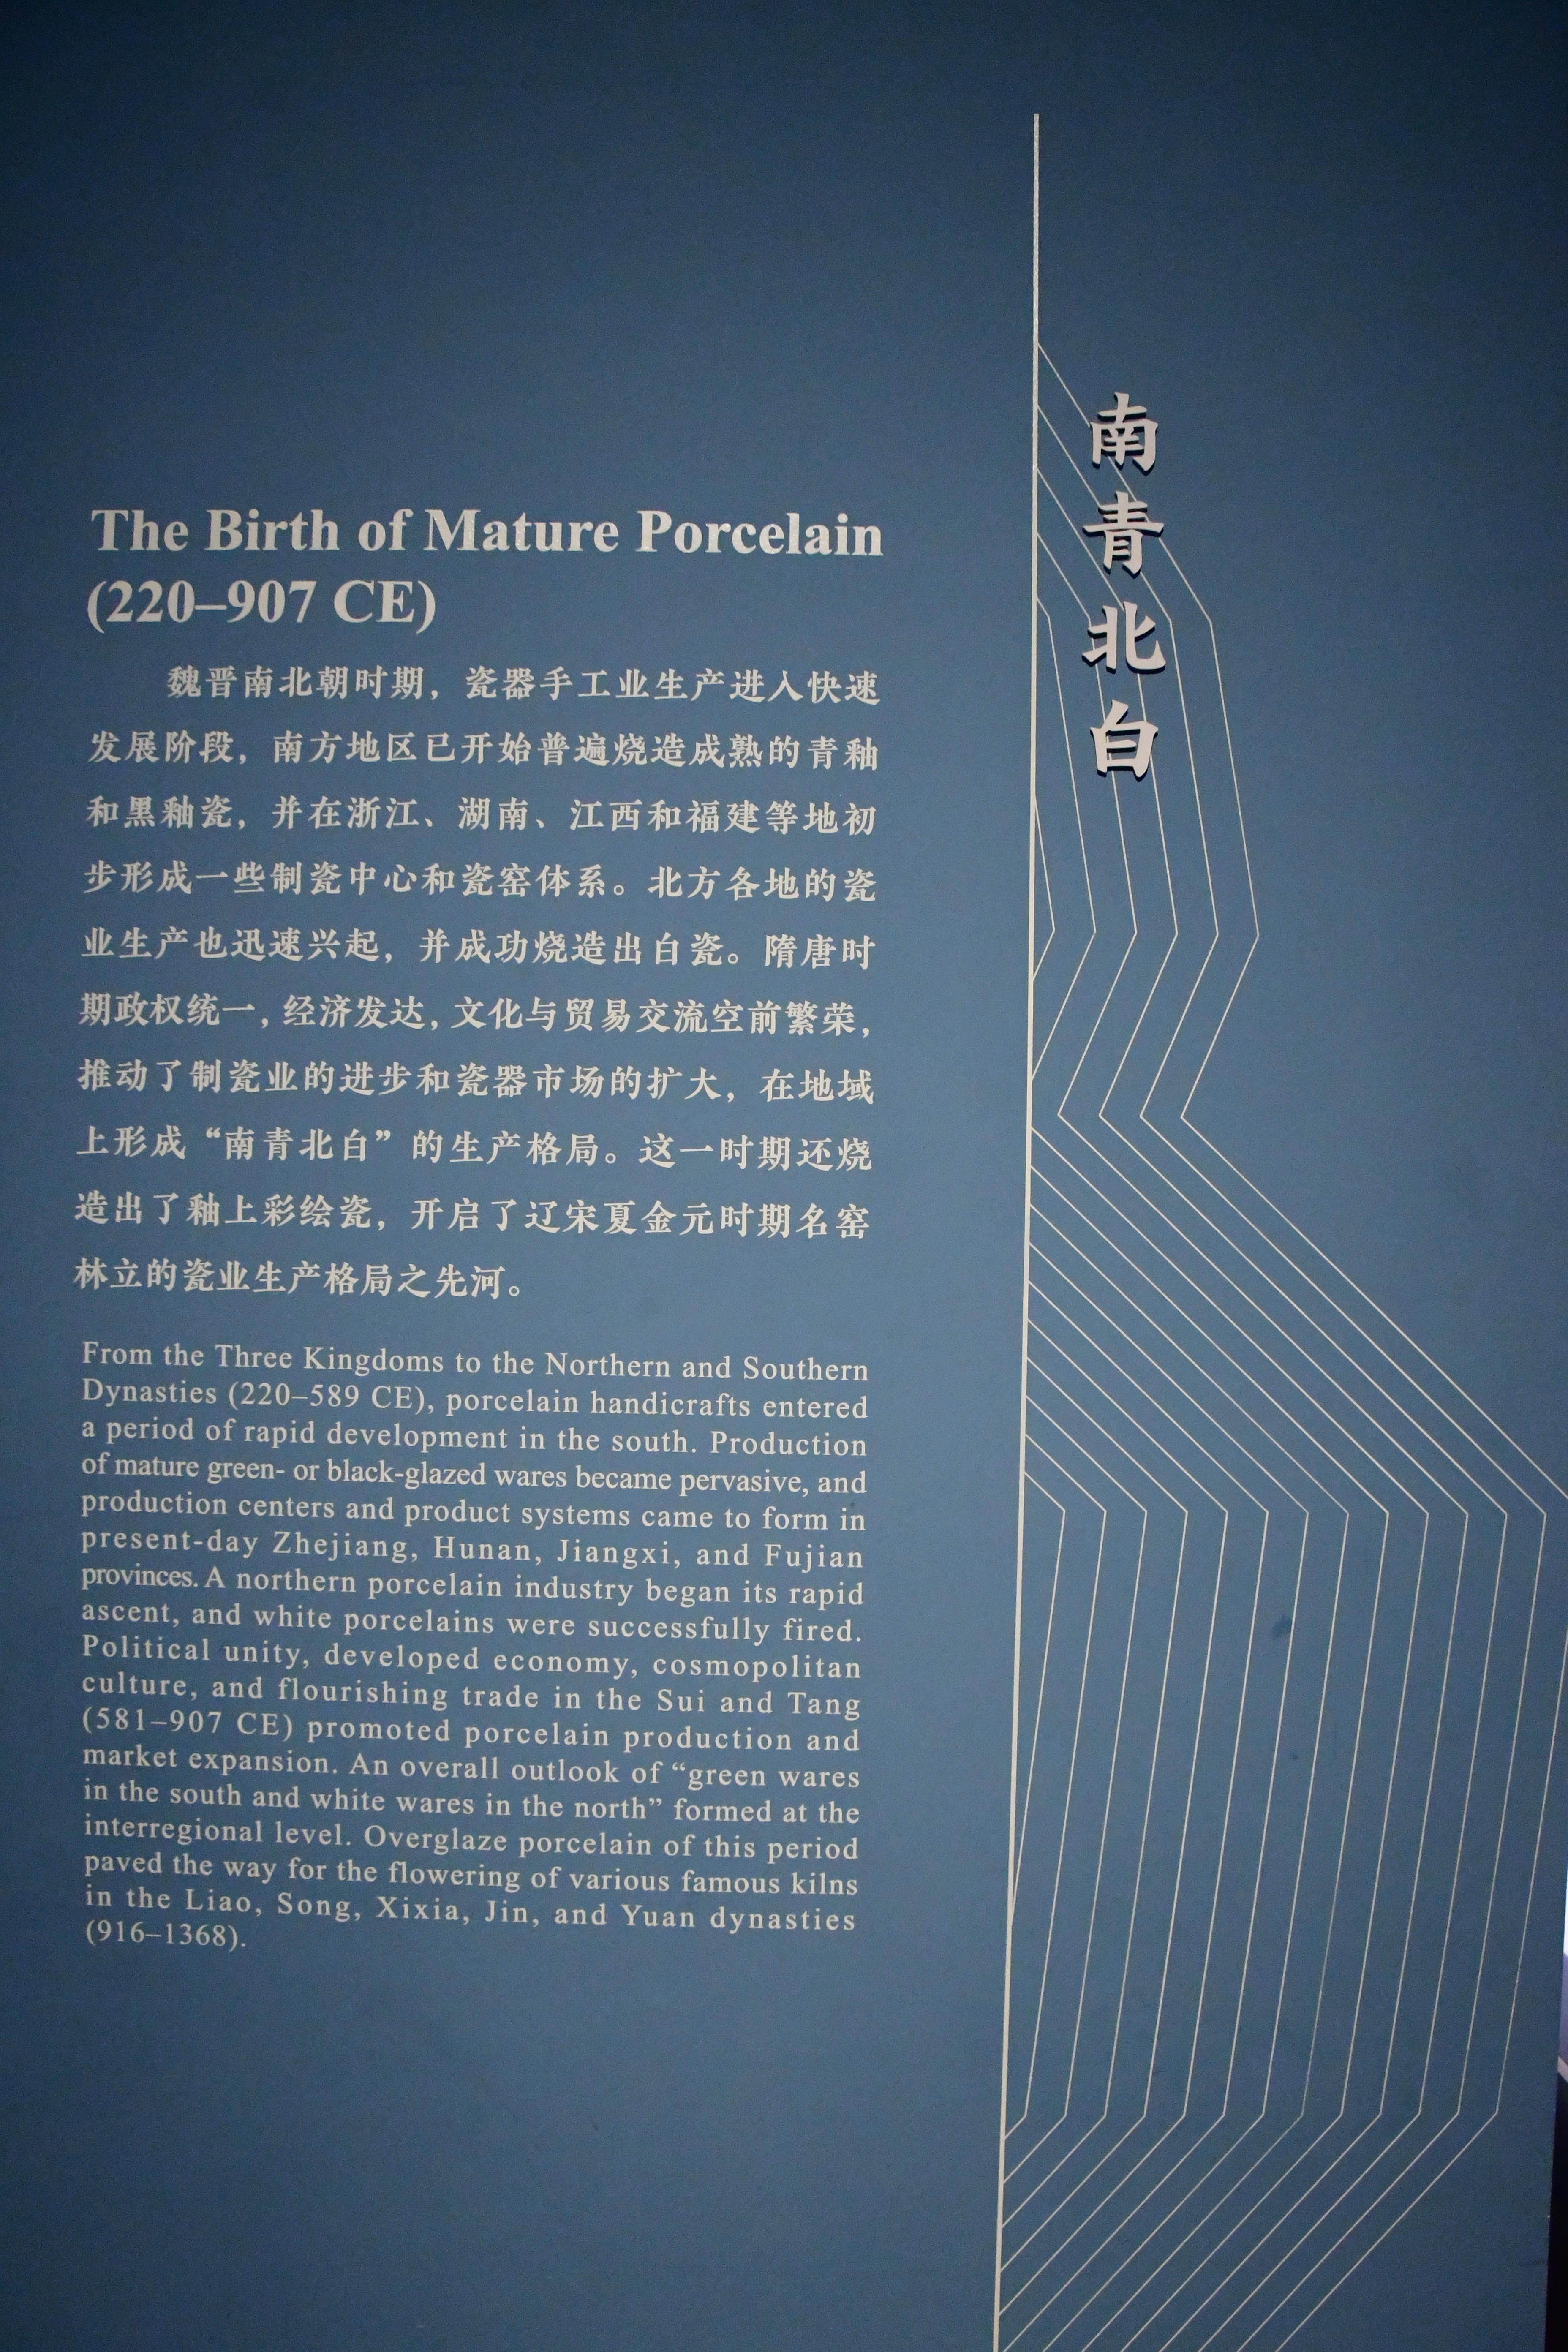 南青北白
The Birth of Mature Porcelain
(220–907 CE)
魏晋南北朝时期，瓷器手工业生产进入快速
发展阶段，南方地区已开始普遍烧造成熟的青釉
和黑釉瓷，并在浙江、湖南、江西和福建等地初
步形成一些制瓷中心和瓷窑体系。北方各地的瓷
业生产也迅速兴起，并成功烧造出白瓷。隋唐时
期政权统一，经济发达，文化与贸易交流空前繁荣，
推动了制瓷业的进步和瓷器市场的扩大，在地域
上形成“南青北白”的生产格局。这一时期还烧
造出了釉上彩绘瓷，开启了辽宋夏金元时期名窑
林立的瓷业生产格局之先河。
From the Three Kingdoms to the Northern and Southern
Dynasties (220–589 CE), porcelain handicrafts entered
a period of rapid development in the south. Production
of mature green- or black-glazed wares became pervasive, and
production centers and product systems came to form in
present-day Zhejiang, Hunan, Jiangxi, and Fujian
provinces. A northern porcelain industry began its rapid
ascent, and white porcelains were successfully fired.
Political unity, developed economy, cosmopolitan
culture, and flourishing trade in the Sui and Tang
(581–907 CE) promoted porcelain production and
market expansion. An overall outlook of “green wares
in the south and white wares in the north” formed at the
interregional level. Overglaze porcelain of this period
paved the way for the flowering of various famous kilns
in the Liao, Song, Xixia, Jin, and Yuan dynasties
(916–1368).